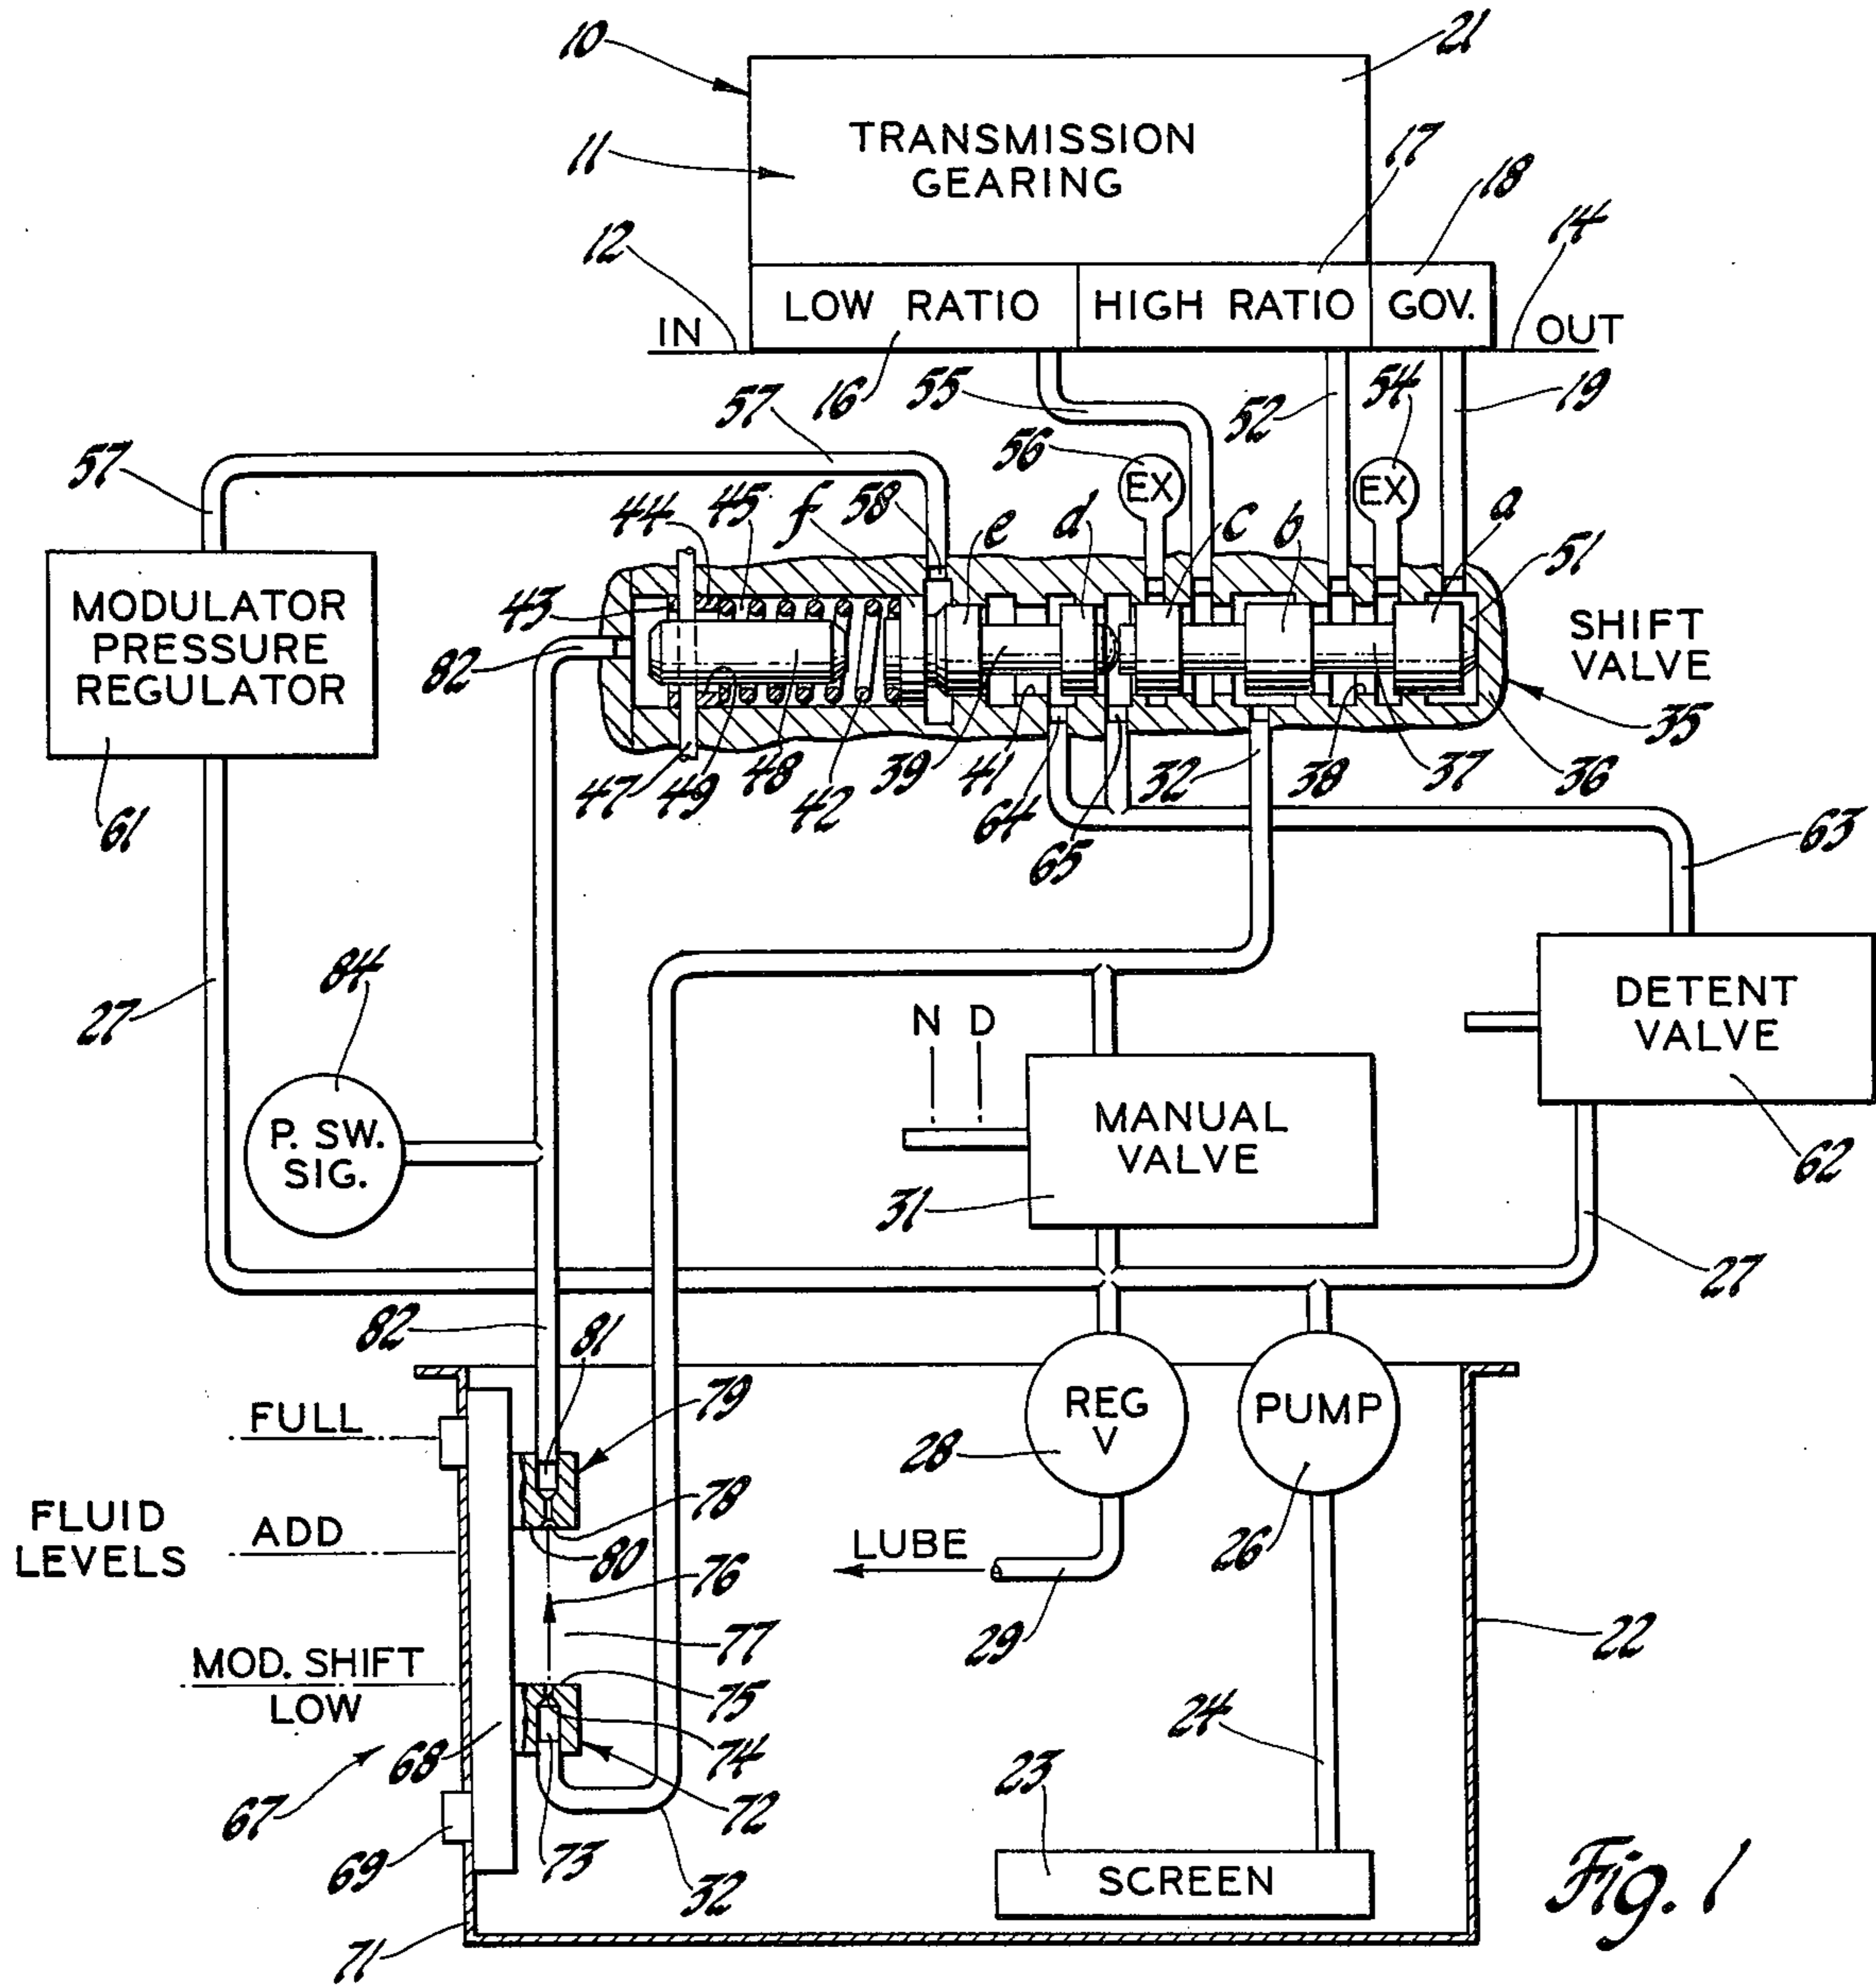 10
21
TRANSMISSION
GEARING
11
17
18
12
14
LOW RATIO
HIGH RATIO
GOV.
IN
OUT
16
55
52
54
19
57
57
56
EX
EX
44
45
f
58
e
d
c
b
a
51
43
MODULATOR
PRESSURE
REGULATOR
SHIFT
VALVE
82
35
47
49
48
42
39
41
64
65
32
38
37
36
61
63
84
27
N D
DETENT
VALVE
P. SW.
SIG.
MANUAL
VALVE
62
31
27
82
81
79
FULL
REG
V
PUMP
28
78
26
FLUID
LEVELS
ADD
80
LUBE
76
29
22
77
MOD. SHIFT
LOW
75
24
68
74
23
67
72
69
73
32
SCREEN
71
Fig. 1